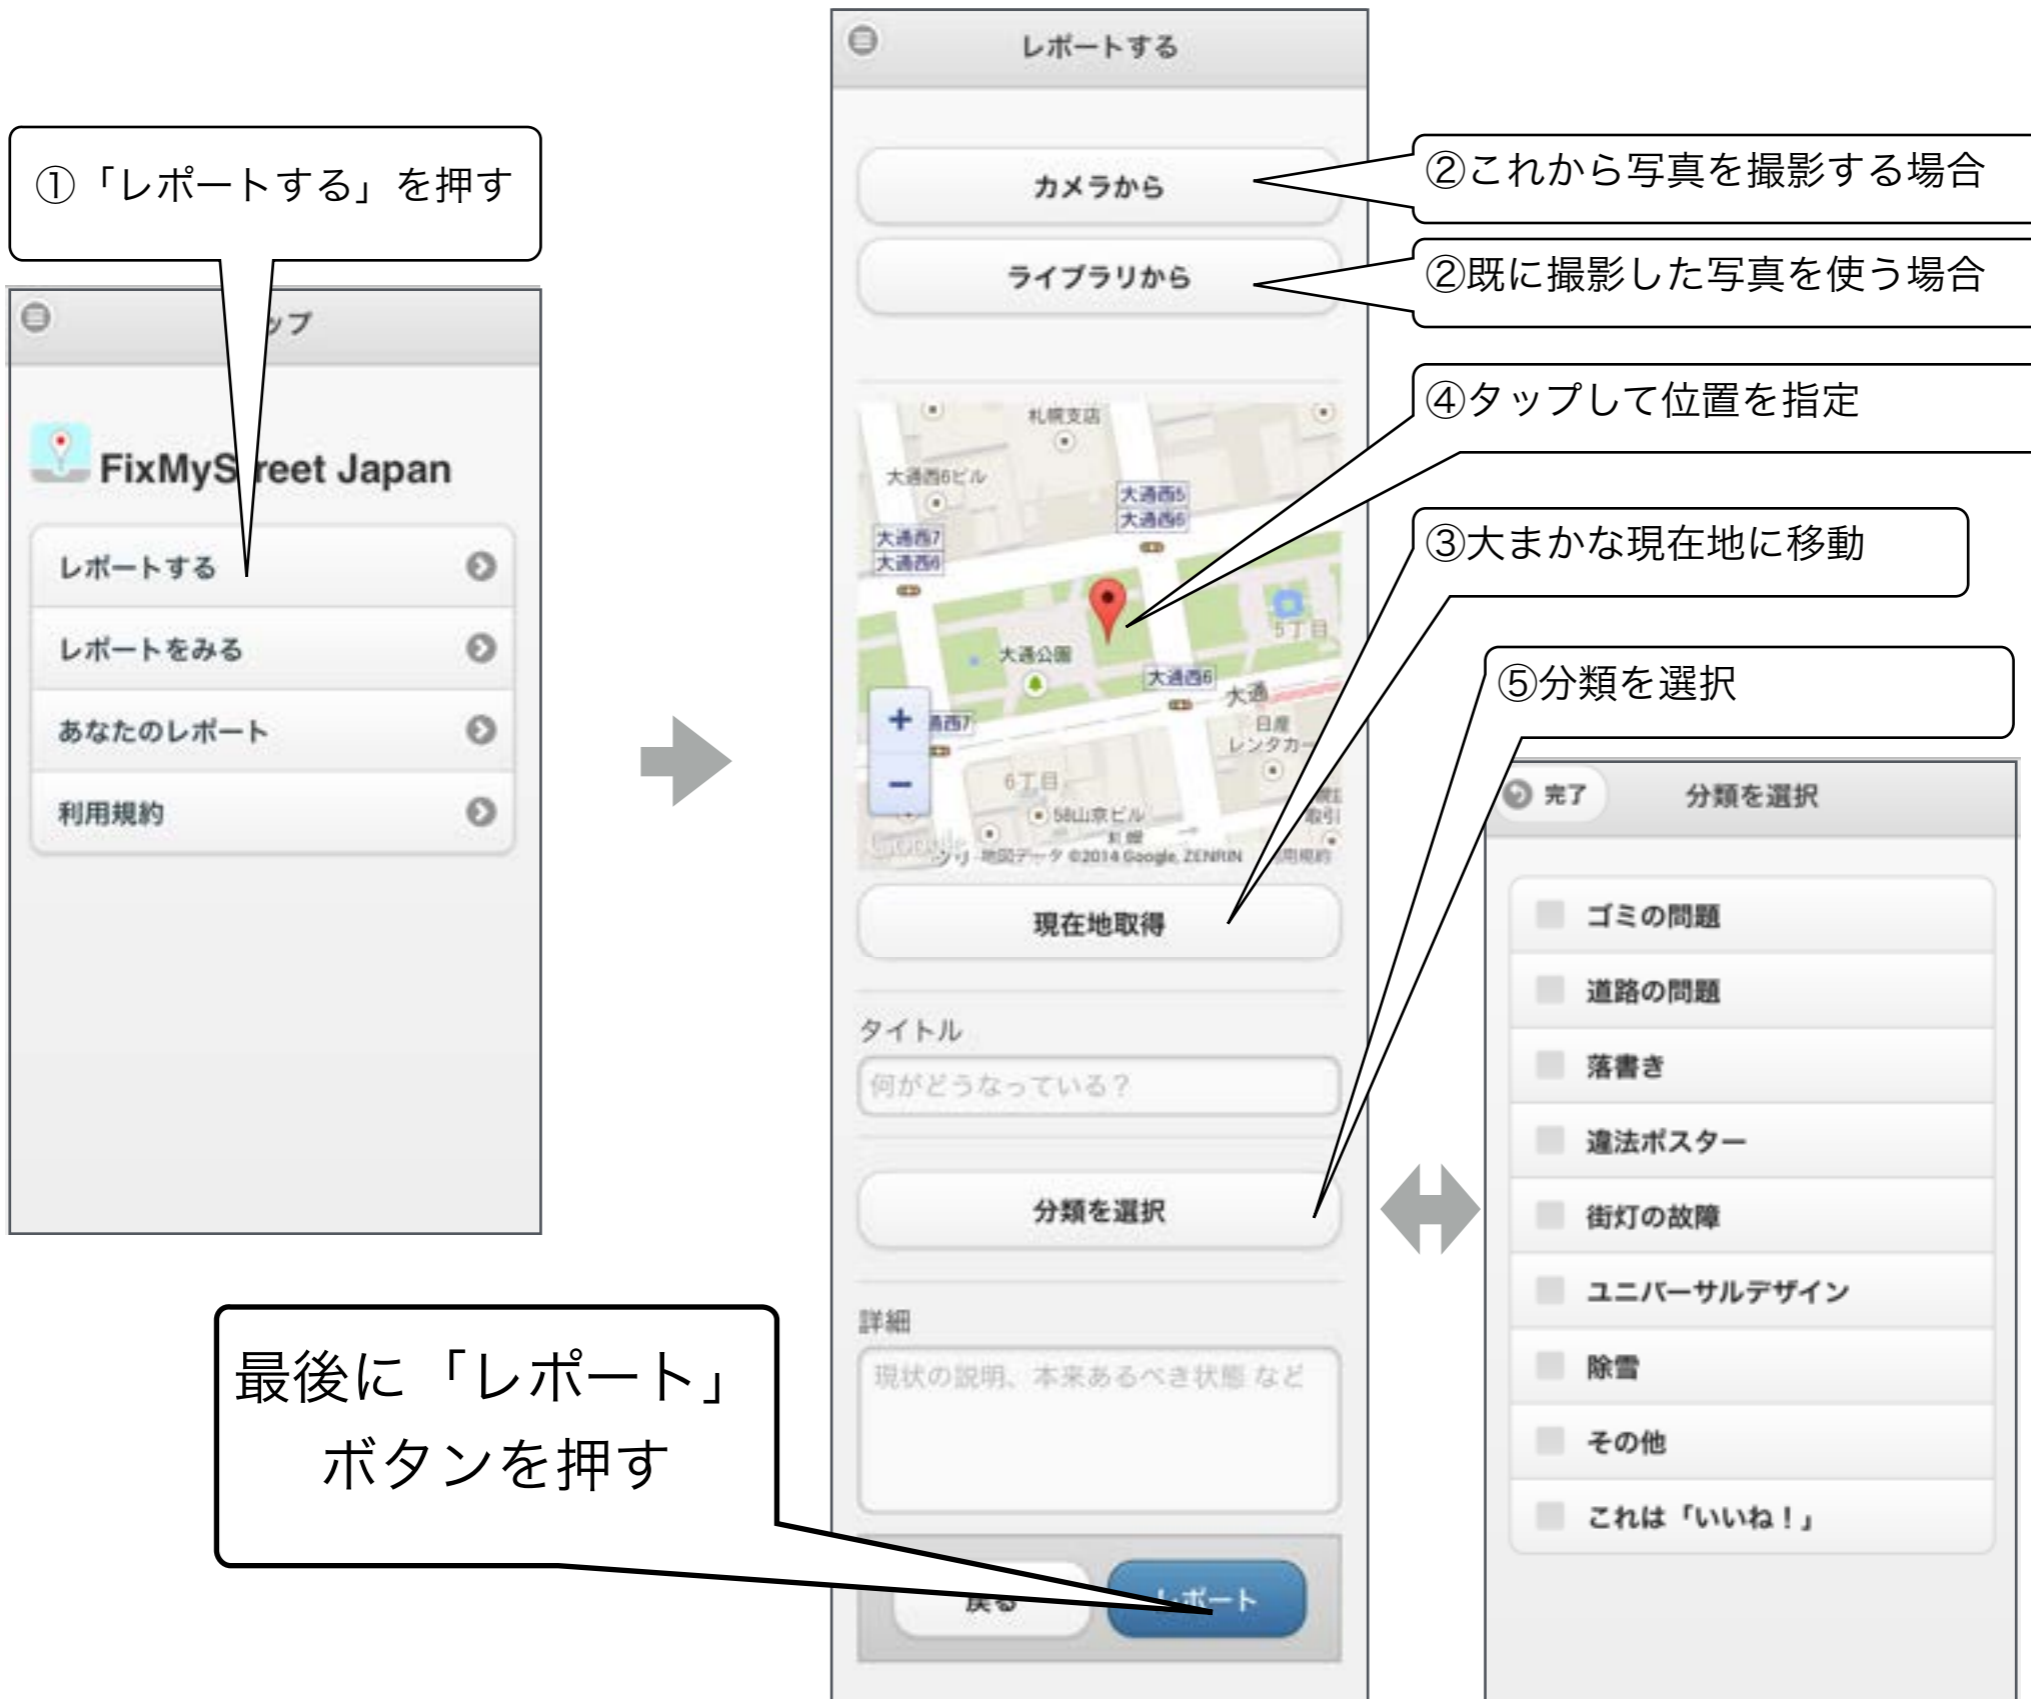 ①「レポートする」を押す
ップ
FixMyStreet Japan
レポートする
レポートをみる
あなたのレポート
利用規約
レポートする
カメラから
ライブラリから
②これから写真を撮影する場合
②既に撮影した写真を使う場合
④タップして位置を指定
③大まかな現在地に移動
⑤分類を選択
札幌支店
大通西6ビル
大通西5
大通西6
大通西7
大通西6
5丁目
大通公園
大通西6
大通
通西7
日産
レンタカー
6丁目
取引
札幌
Google
地図データ ©2014 Google, ZENRIN
用規約
+
−
現在地取得
タイトル
何がどうなっている？
分類を選択
詳細
現状の説明、本来あるべき状態 など
戻る
レポート
最後に「レポート」
ボタンを押す
完了
分類を選択
ゴミの問題
道路の問題
落書き
違法ポスター
街灯の故障
ユニバーサルデザイン
除雪
その他
これは「いいね！」